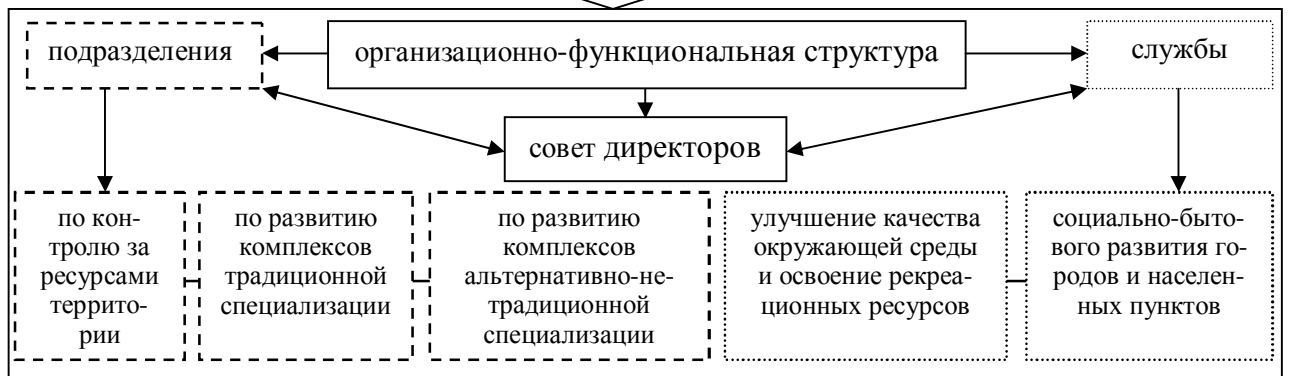 подразделения
организационно-функциональная структура
службы
совет директоров
по кон-
тролю за
ресурсами
террито-
рии
по развитию
комплексов
традиционной
специализации
по развитию
комплексов
альтернативно-не-
традиционной
специализации
улучшение качества
окружающей среды
и освоение рекреа-
ционных ресурсов
социально-быто-
вого развития го-
родов и населен-
ных пунктов